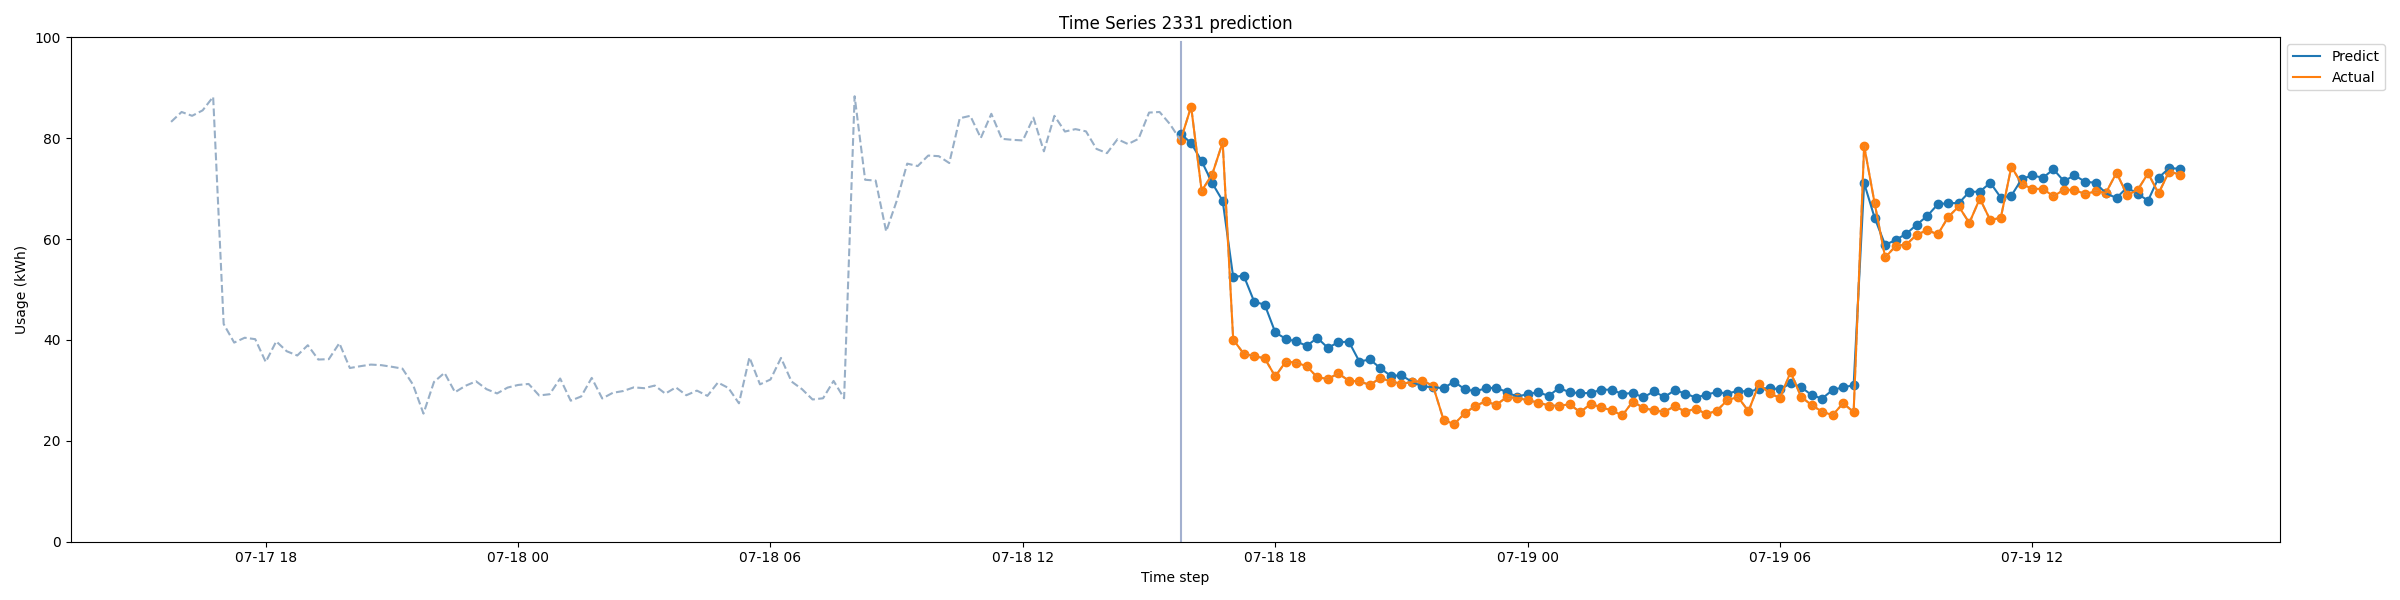 Time Series 2331 prediction
100
80
60
40
20
0
Usage (kWh)
07-17 18
07-18 00
07-18 06
07-18 12
07-18 18
07-19 00
07-19 06
07-19 12
Time step
Predict
Actual